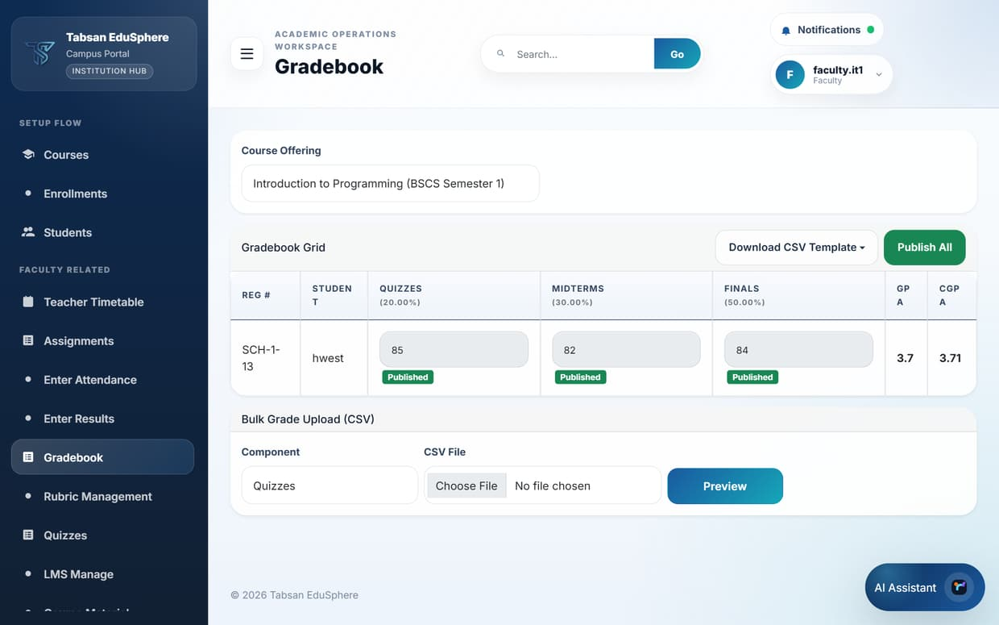 Tabsan EduSphere
Campus Portal
INSTITUTION HUB
SETUP FLOW
Courses
Enrollments
Students
FACULTY RELATED
Teacher Timetable
Assignments
Enter Attendance
Enter Results
Gradebook
Rubric Management
Quizzes
LMS Manage
ACADEMIC OPERATIONS
WORKSPACE
Gradebook
Search...
Go
Notifications
F
faculty.it1
Faculty
Course Offering
Introduction to Programming (BSCS Semester 1)
Gradebook Grid
Download CSV Template
Publish All
REG #
STUDEN
T
QUIZZES
(20.00%)
MIDTERMS
(30.00%)
FINALS
(50.00%)
GP
A
CGP
A
SCH-1-
13
hwest
85
Published
82
Published
84
Published
3.7
3.71
Bulk Grade Upload (CSV)
Component
CSV File
Quizzes
Choose File
No file chosen
Preview
© 2026 Tabsan EduSphere
AI Assistant